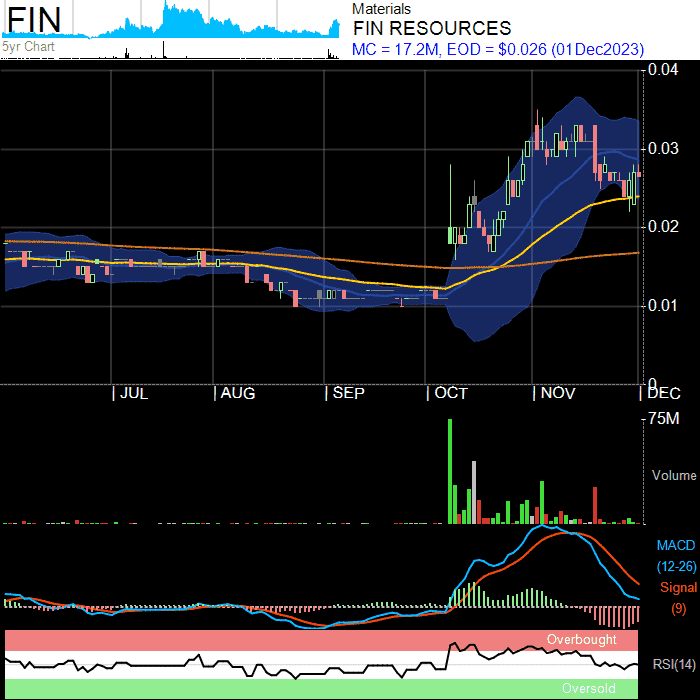 FIN
5yr Chart
Materials
FIN RESOURCES
MC = 17.2M, EOD = $0.026 (01Dec2023)
0.04
0.03
0.02
0.01
0
JUL AUG SEP OCT NOV DEC
75M
Volume
MACD
(12-26)
Signal
(9)
Overbought
RSI(14)
Oversold